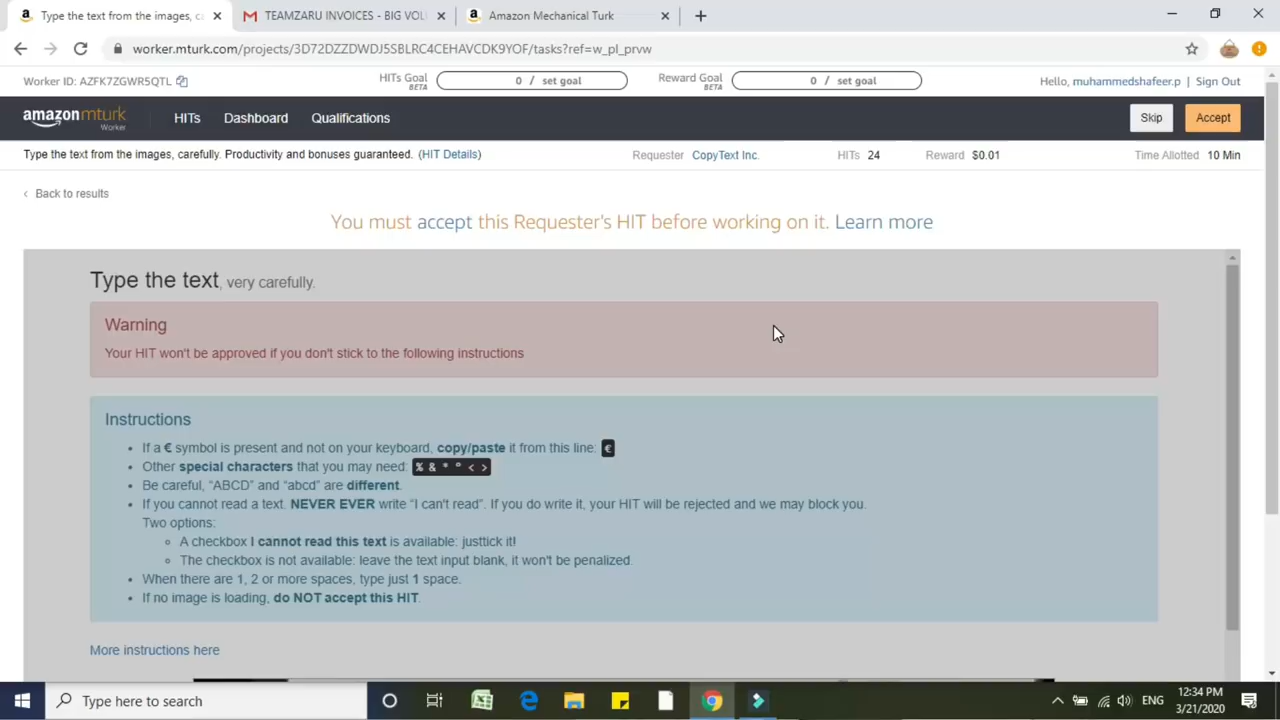 Type the text from the images, c
TEAMZARU INVOICES - BIG VOL
Amazon Mechanical Turk
worker.mturk.com/projects/3D72DZZDWDJ5SBLRC4CEHAVCDK9YOF/tasks?ref=w_pl_prvw
Worker ID: AZFK7ZGWR5QTL
HITs Goal
BETA
0 / set goal
Reward Goal
BETA
0 / set goal
Hello, muhammedshafeer.p | Sign Out
amazonmturk
Worker
HITs
Dashboard
Qualifications
Skip
Accept
Type the text from the images, carefully. Productivity and bonuses guaranteed. (HIT Details)
Requester CopyText Inc.
HITs 24
Reward $0.01
Time Allotted 10 Min
‹ Back to results
You must accept this Requester's HIT before working on it. Learn more
Type the text, very carefully.
Warning
Your HIT won't be approved if you don't stick to the following instructions
Instructions
• If a € symbol is present and not on your keyboard, copy/paste it from this line: €
• Other special characters that you may need: % & * ° < >
• Be careful, “ABCD” and “abcd” are different.
• If you cannot read a text. NEVER EVER write “I can't read”. If you do write it, your HIT will be rejected and we may block you.
Two options:
A checkbox I cannot read this text is available: justtick it!
The checkbox is not available: leave the text input blank, it won't be penalized.
• When there are 1, 2 or more spaces, type just 1 space.
• If no image is loading, do NOT accept this HIT.
More instructions here
Type here to search
ENG
12:34 PM
3/21/2020